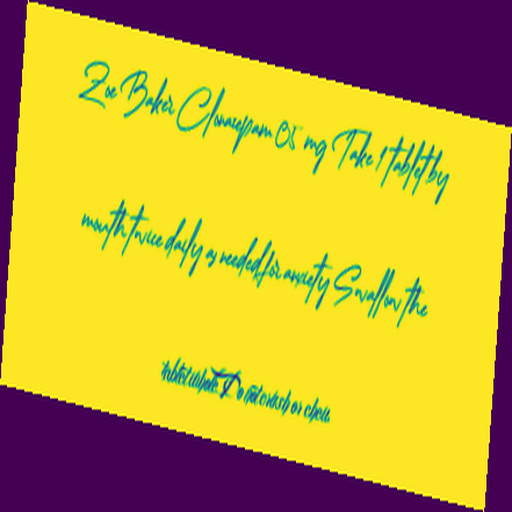 Zoe Baker Clonazepam 0.5 mg Take 1 tablet by
mouth twice daily as needed for anxiety Swallow the
tablet whole Do not crush or chew